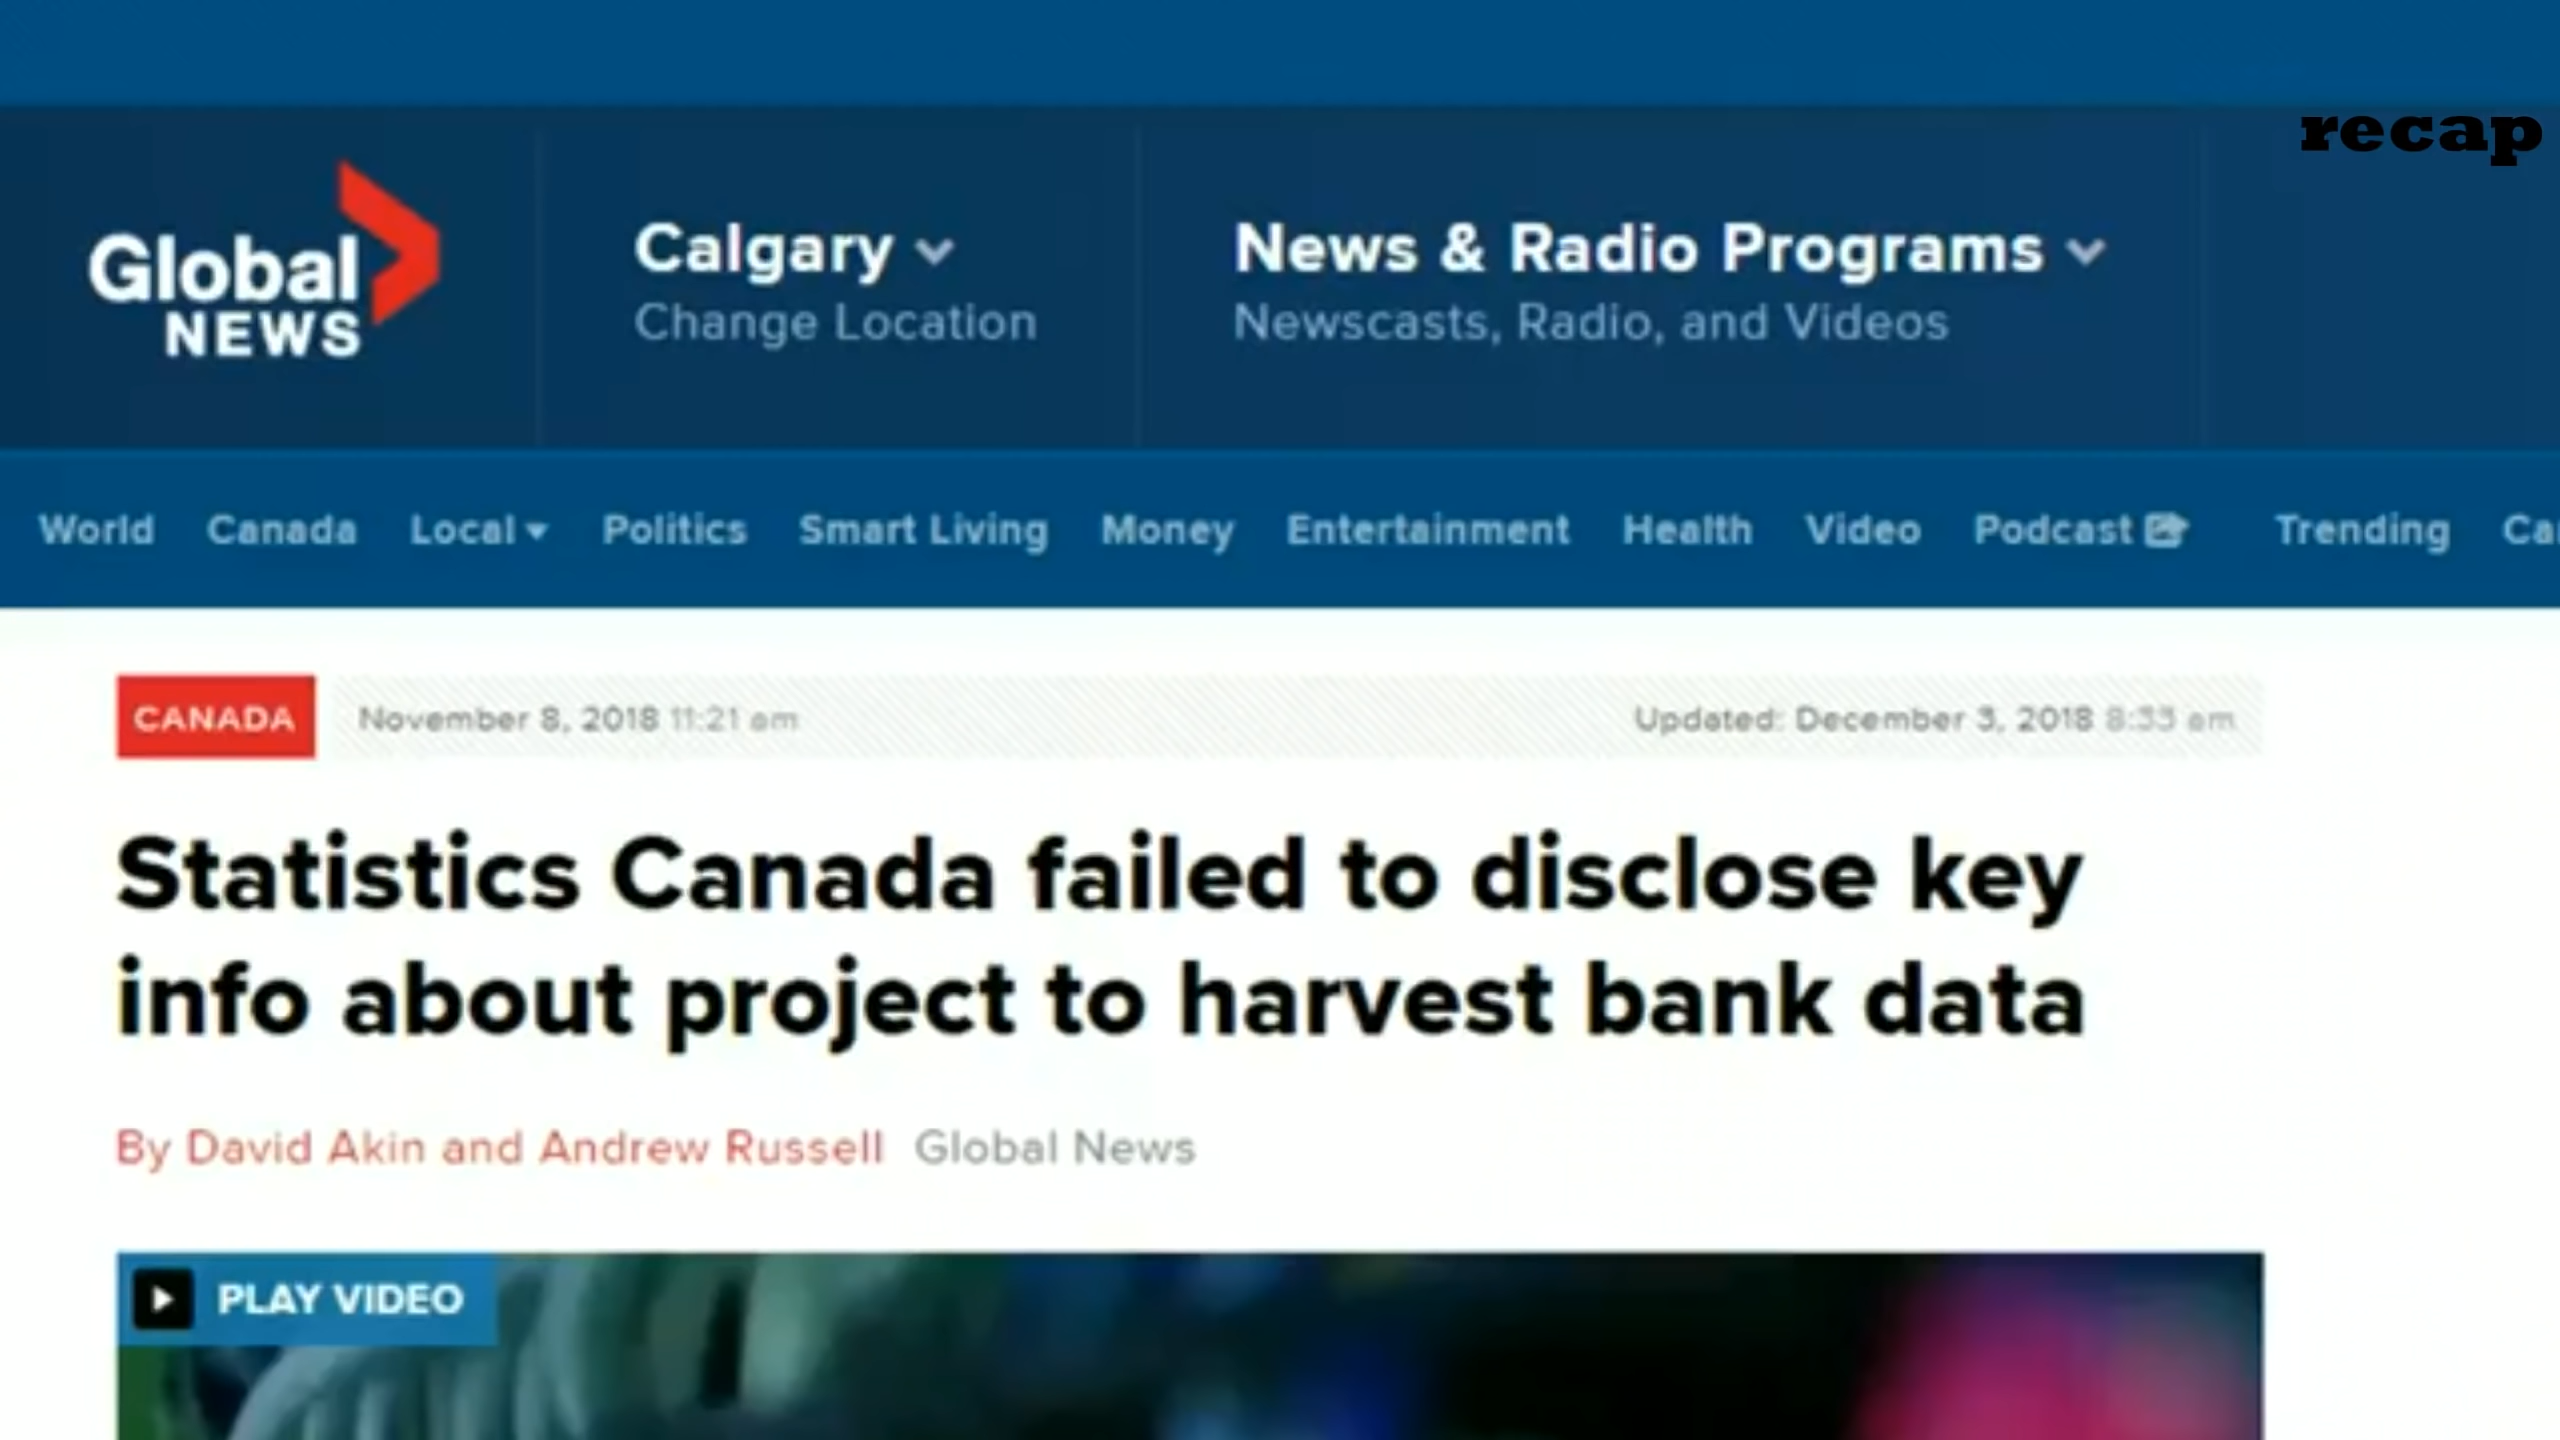 recap
Global
NEWS
Calgary
Change Location
News & Radio Programs
Newscasts, Radio, and Videos
World Canada Local Politics Smart Living Money Entertainment Health Video Podcast Trending
CANADA November 8, 2018 11:21 am Updated: December 3, 2018 8:33 am
Statistics Canada failed to disclose key
info about project to harvest bank data
By David Akin and Andrew Russell Global News
PLAY VIDEO